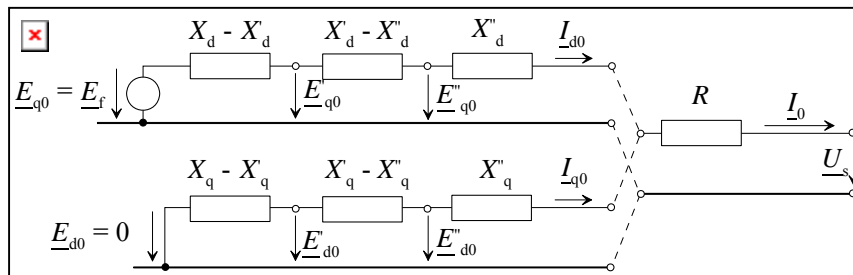 X_d - X'_d X'_d - X"_d X"_d I_d0
E_q0 = E_f E'_q0 E"_q0 R I_0
X_q - X'_q X'_q - X"_q X"_q I_q0 U_s
E_d0 = 0 E'_d0 E"_d0